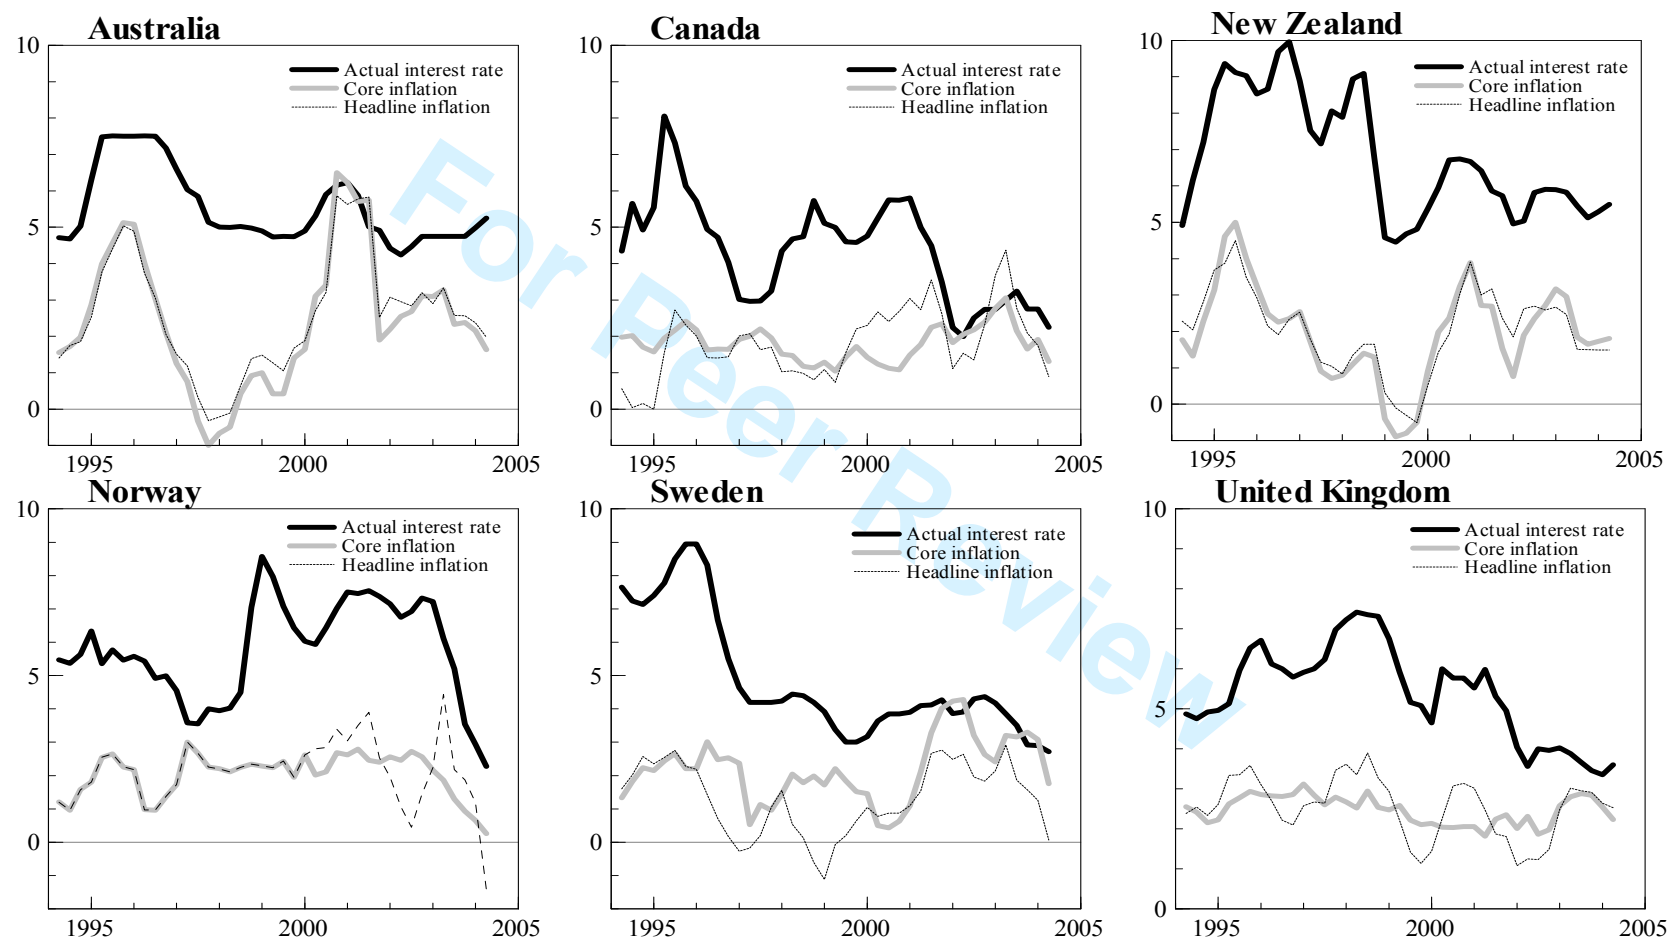 Australia
10
5
0
1995
2000
2005
Actual interest rate
Core inflation
Headline inflation
Canada
10
5
0
1995
2000
2005
Actual interest rate
Core inflation
Headline inflation
New Zealand
10
5
0
1995
2000
2005
Actual interest rate
Core inflation
Headline inflation
Norway
10
5
0
1995
2000
2005
Actual interest rate
Core inflation
Headline inflation
Sweden
10
5
0
1995
2000
2005
Actual interest rate
Core inflation
Headline inflation
United Kingdom
10
5
0
1995
2000
2005
Actual interest rate
Core inflation
Headline inflation
For Peer Review